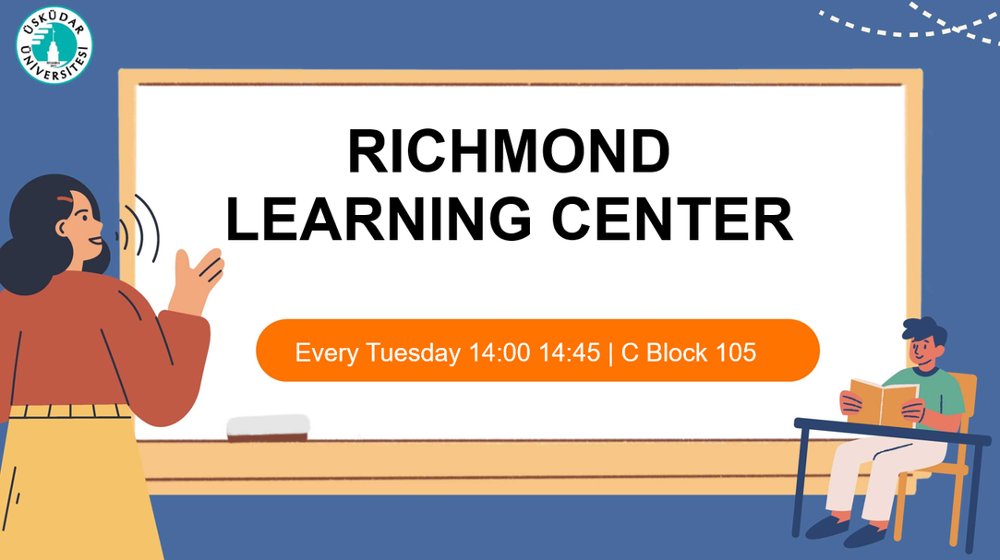 ÜSKÜDAR
ÜNİVERSİTESİ
RICHMOND
LEARNING CENTER
Every Tuesday 14:00 14:45 | C Block 105